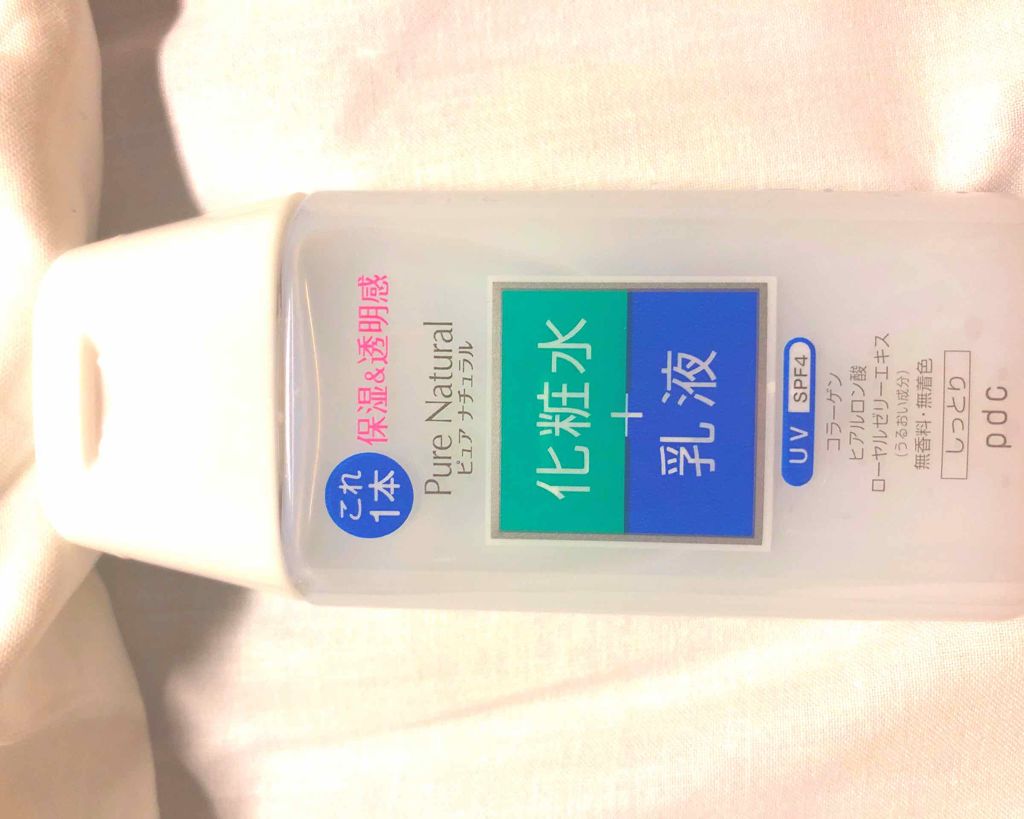 これ
1本
保湿&透明感
Pure Natural
ピュア ナチュラル
化粧水
+
乳液
UV SPF4
コラーゲン
ヒアルロン酸
ローヤルゼリーエキス
(うるおい成分)
無香料・無着色
しっとり
pdc